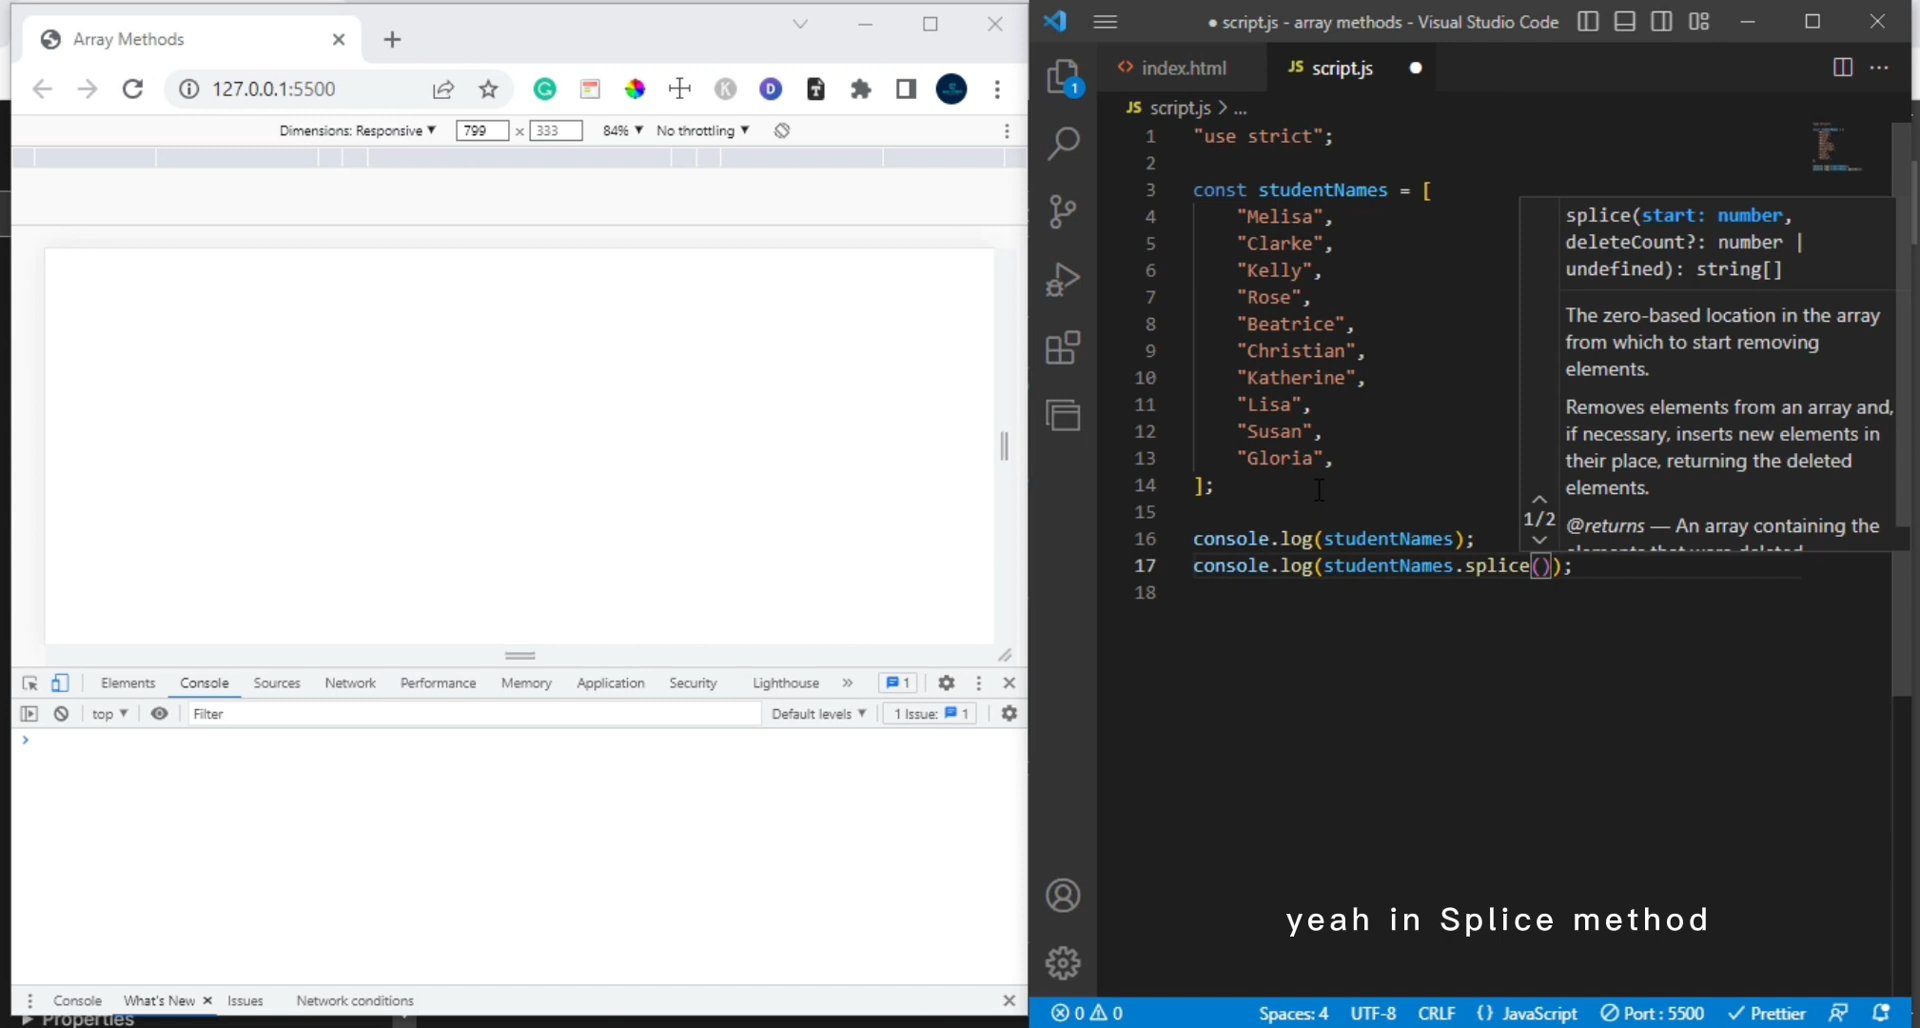 Array Methods
127.0.0.1:5500
Dimensions: Responsive ▼ 799 × 333 84% ▼ No throttling ▼
Elements Console Sources Network Performance Memory Application Security Lighthouse » 1
top ▼ Filter Default levels ▼ 1 Issue: 1
Console What's New × Issues Network conditions
Properties
● script.js - array methods - Visual Studio Code
index.html JS script.js
JS script.js > ...
1 "use strict";
2
3 const studentNames = [
4 "Melisa",
5 "Clarke",
6 "Kelly",
7 "Rose",
8 "Beatrice",
9 "Christian",
10 "Katherine",
11 "Lisa",
12 "Susan",
13 "Gloria",
14 ];
15
16 console.log(studentNames);
17 console.log(studentNames.splice());
18
splice(start: number,
deleteCount?: number |
undefined): string[]
The zero-based location in the array
from which to start removing
elements.
Removes elements from an array and,
if necessary, inserts new elements in
their place, returning the deleted
elements.
1/2
@returns — An array containing the
1
yeah in Splice method
0 0 Spaces: 4 UTF-8 CRLF {} JavaScript Port : 5500 Prettier